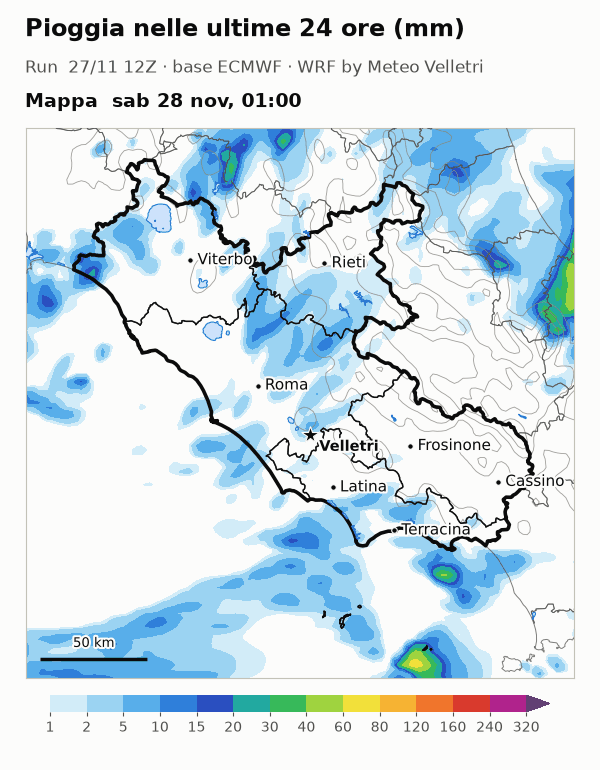 Pioggia nelle ultime 24 ore (mm)
Run  27/11 12Z · base ECMWF · WRF by Meteo Velletri
Mappa  sab 28 nov, 01:00
Viterbo
Rieti
Roma
Velletri
Frosinone
Cassino
Latina
Terracina
50 km
1 2 5 10 15 20 30 40 60 80 120 160 240 320